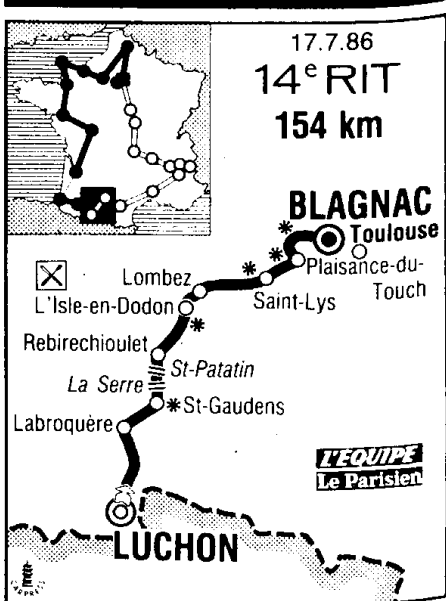 17.7.86
14e RIT
154 km
BLAGNAC
Toulouse
Plaisance-du-
Touch
Lombez
Saint-Lys
L'Isle-en-Dodon
Rebirechioulet
St-Patatin
La Serre
*St-Gaudens
Labroquère
L'EQUIPE
Le Parisien
LUCHON